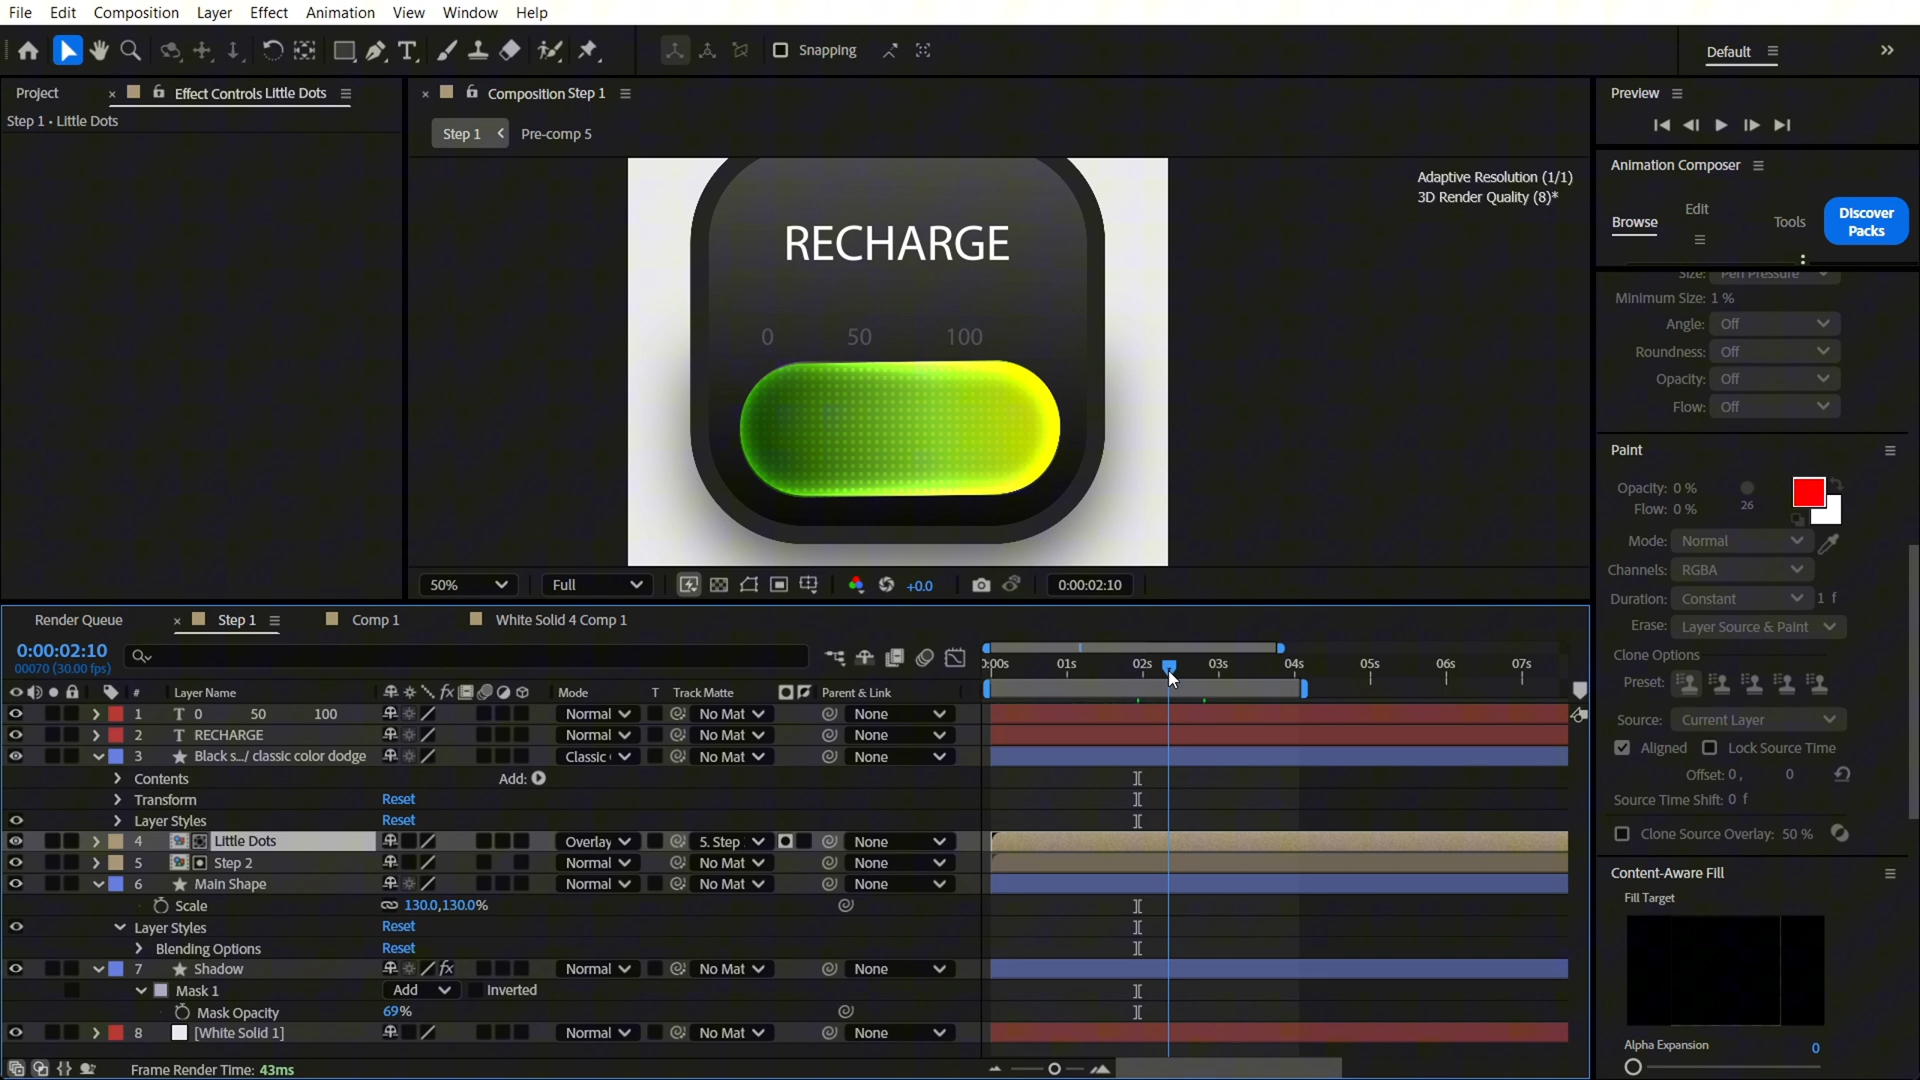 File Edit Composition Layer Effect Animation View Window Help
Snapping
Default
Project
Effect Controls Little Dots
Step 1 • Little Dots
Composition Step 1
Step 1
Pre-comp 5
Adaptive Resolution (1/1)
3D Render Quality (8)*
RECHARGE
0 50 100
50%
Full
+0.0
0:00:02:10
Preview
Animation Composer
Browse
Edit
Tools
Discover Packs
Size: Pen Pressure
Minimum Size: 1 %
Angle: Off
Roundness: Off
Opacity: Off
Flow: Off
Paint
Opacity: 0 %
Flow: 0 %
26
Mode: Normal
Channels: RGBA
Duration: Constant 1 f
Erase: Layer Source & Paint
Clone Options
Preset:
Source: Current Layer
Aligned Lock Source Time
Offset: 0 , 0
Source Time Shift: 0 f
Clone Source Overlay: 50 %
Content-Aware Fill
Fill Target
Alpha Expansion
0
Render Queue
Step 1
Comp 1
White Solid 4 Comp 1
0:00:02:10
00070 (30.00 fps)
:00s 01s 02s 03s 04s 05s 06s 07s
# Layer Name fx Mode T Track Matte Parent & Link
1 T 0 50 100 Normal No Mat None
2 T RECHARGE Normal No Mat None
3 Black s.../ classic color dodge Classic No Mat None
Contents Add:
Transform Reset
Layer Styles Reset
4 Little Dots Overlay 5. Step None
5 Step 2 Normal No Mat None
6 Main Shape Normal No Mat None
Scale 130.0,130.0%
Layer Styles Reset
Blending Options Reset
7 Shadow fx Normal No Mat None
Mask 1 Add Inverted
Mask Opacity 69%
8 [White Solid 1] Normal No Mat None
Frame Render Time: 43ms